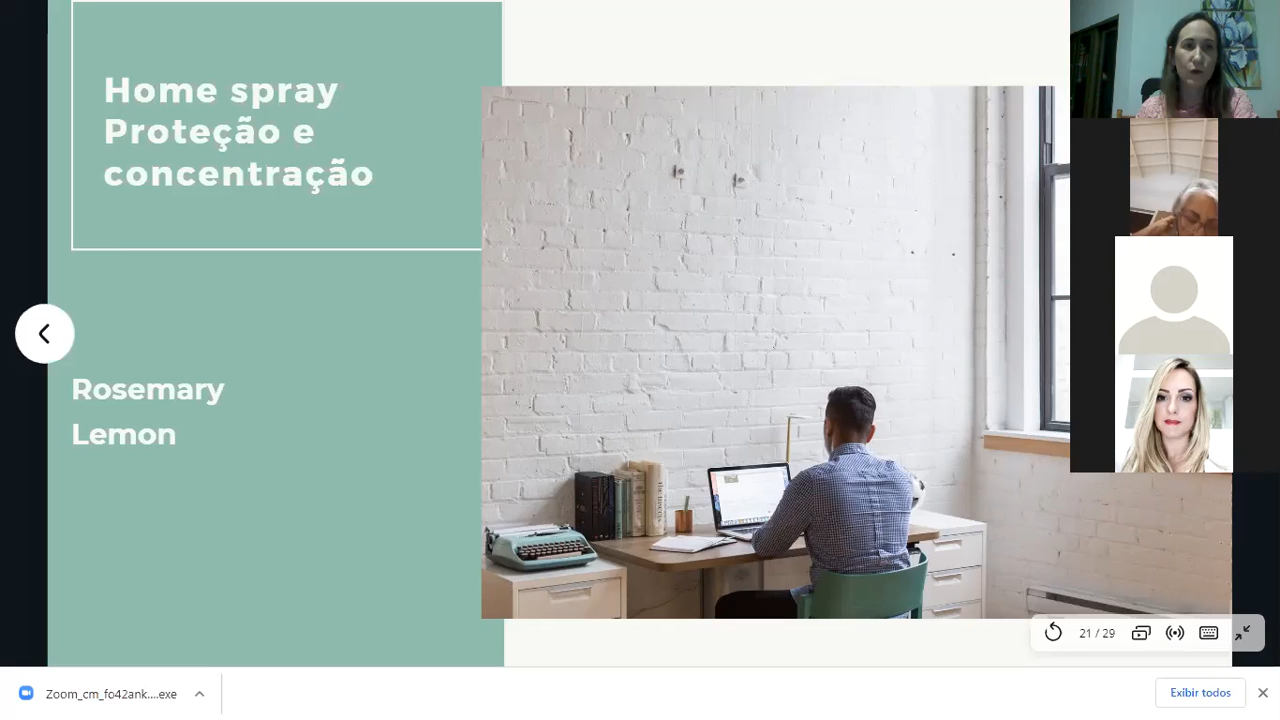 Home spray
Proteção e
concentração
Rosemary
Lemon
21 / 29
Zoom_cm_fo42ank....exe
Exibir todos